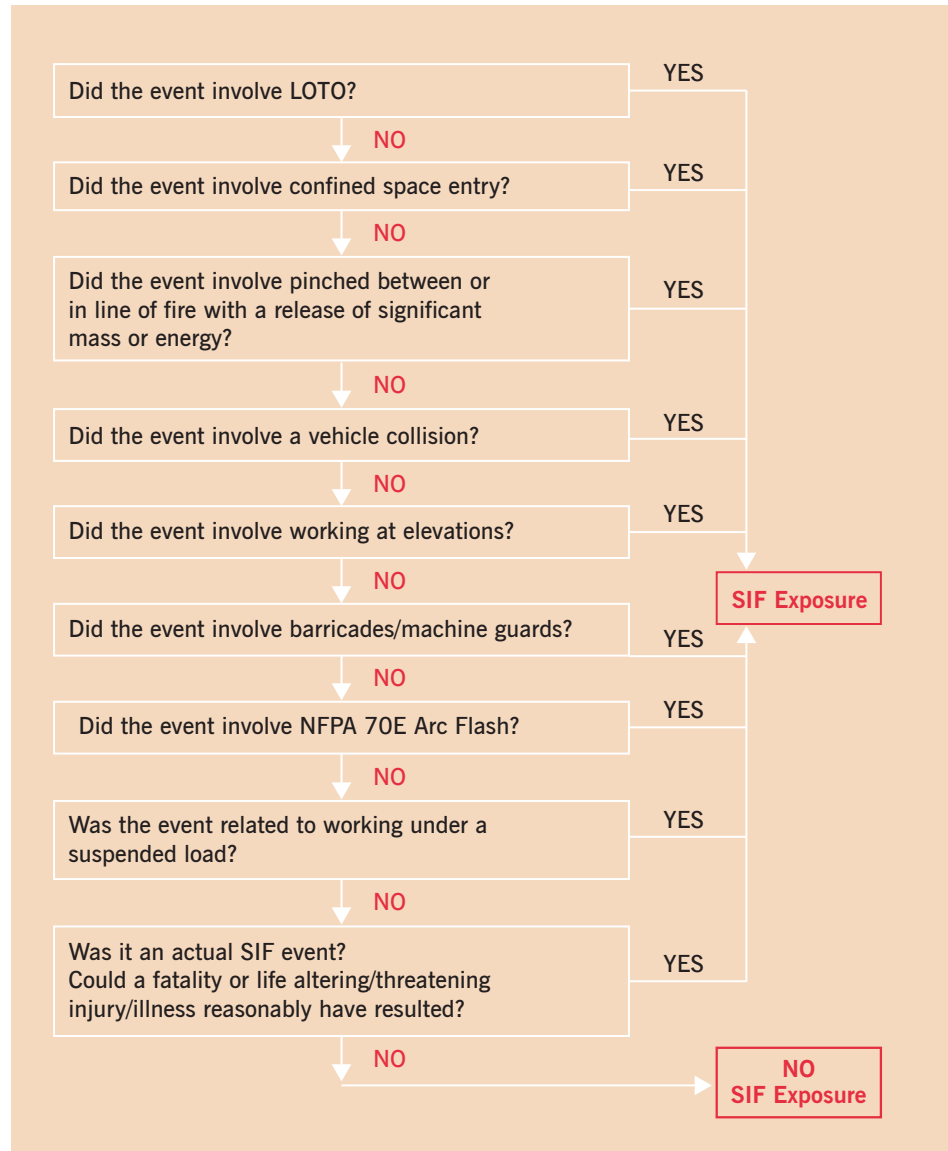 Did the event involve LOTO?
YES
NO
Did the event involve confined space entry?
YES
NO
Did the event involve pinched between or
in line of fire with a release of significant
mass or energy?
YES
NO
Did the event involve a vehicle collision?
YES
NO
Did the event involve working at elevations?
YES
NO
SIF Exposure
Did the event involve barricades/machine guards?
YES
NO
Did the event involve NFPA 70E Arc Flash?
YES
NO
Was the event related to working under a
suspended load?
YES
NO
Was it an actual SIF event?
Could a fatality or life altering/threatening
injury/illness reasonably have resulted?
YES
NO
NO
SIF Exposure